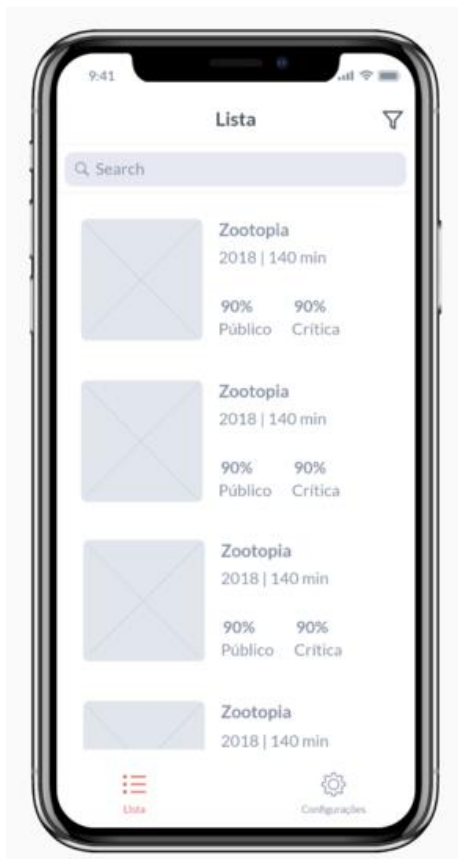 9:41
Lista
Search
Zootopia
2018 | 140 min
90% 90%
Público Crítica
Zootopia
2018 | 140 min
90% 90%
Público Crítica
Zootopia
2018 | 140 min
90% 90%
Público Crítica
Zootopia
2018 | 140 min
Lista Configurações